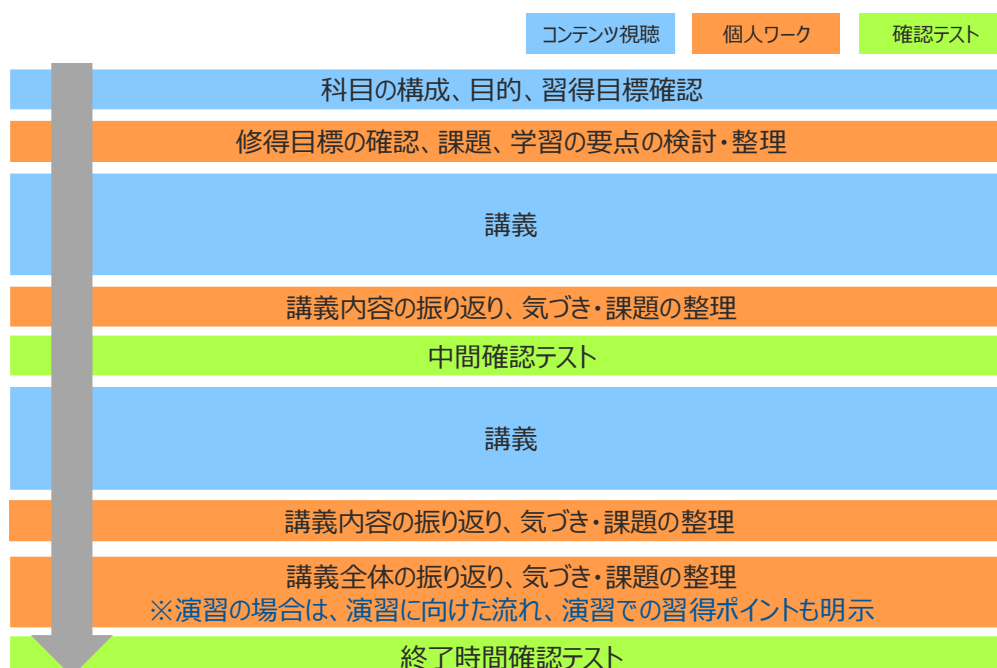 コンテンツ視聴
個人ワーク
確認テスト
科目の構成、目的、習得目標確認
修得目標の確認、課題、学習の要点の検討・整理
講義
講義内容の振り返り、気づき・課題の整理
中間確認テスト
講義
講義内容の振り返り、気づき・課題の整理
講義全体の振り返り、気づき・課題の整理
※演習の場合は、演習に向けた流れ、演習での習得ポイントも明示
終了時間確認テスト